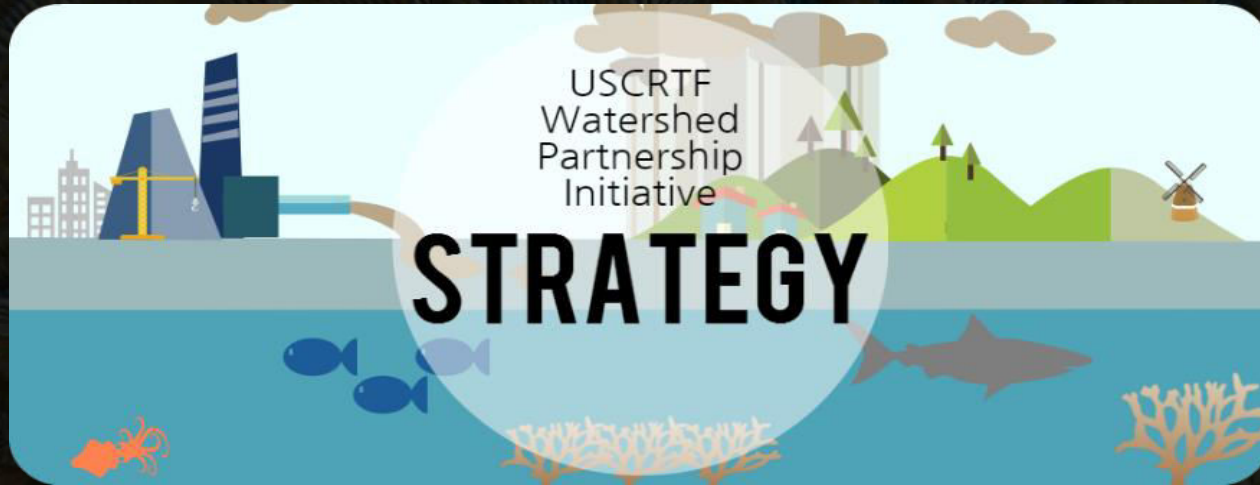 USCRTF
Watershed
Partnership
Initiative
STRATEGY